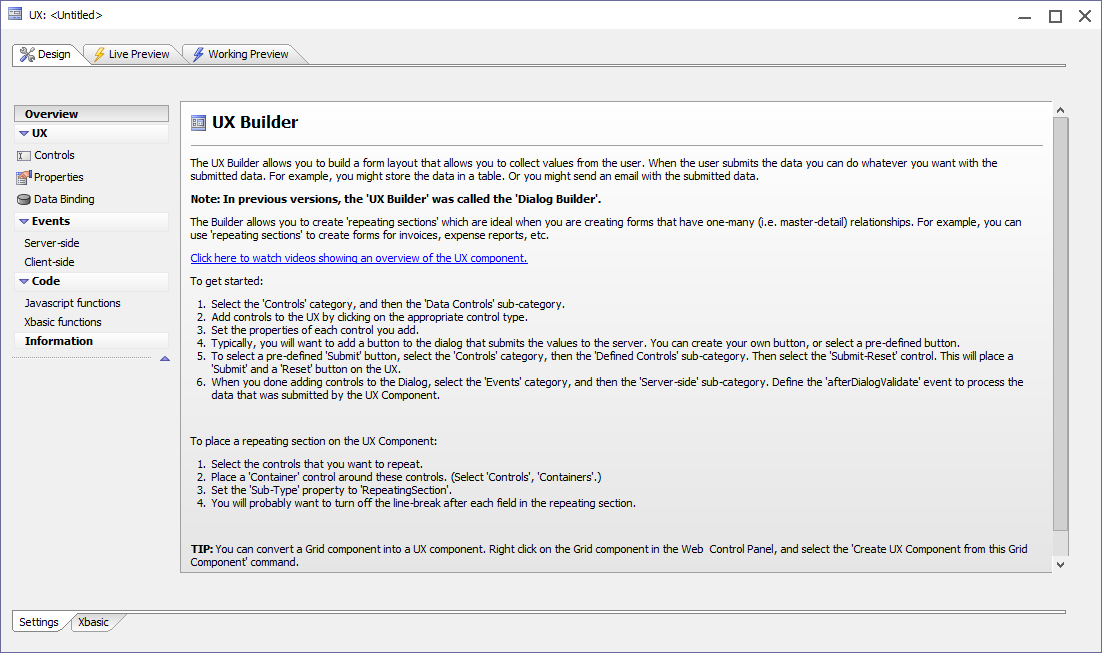 UX: <Untitled>
Design
Live Preview
Working Preview
Overview
UX
Controls
Properties
Data Binding
Events
Server-side
Client-side
Code
Javascript functions
Xbasic functions
Information
UX Builder
The UX Builder allows you to build a form layout that allows you to collect values from the user. When the user submits the data you can do whatever you want with the
submitted data. For example, you might store the data in a table. Or you might send an email with the submitted data.
Note: In previous versions, the 'UX Builder' was called the 'Dialog Builder'.
The Builder allows you to create 'repeating sections' which are ideal when you are creating forms that have one-many (i.e. master-detail) relationships. For example, you can
use 'repeating sections' to create forms for invoices, expense reports, etc.
Click here to watch videos showing an overview of the UX component.
To get started:
1. Select the 'Controls' category, and then the 'Data Controls' sub-category.
2. Add controls to the UX by clicking on the appropriate control type.
3. Set the properties of each control you add.
4. Typically, you will want to add a button to the dialog that submits the values to the server. You can create your own button, or select a pre-defined button.
5. To select a pre-defined 'Submit' button, select the 'Controls' category, then the 'Defined Controls' sub-category. Then select the 'Submit-Reset' control. This will place a
'Submit' and a 'Reset' button on the UX.
6. When you done adding controls to the Dialog, select the 'Events' category, and then the 'Server-side' sub-category. Define the 'afterDialogValidate' event to process the
data that was submitted by the UX Component.
To place a repeating section on the UX Component:
1. Select the controls that you want to repeat.
2. Place a 'Container' control around these controls. (Select 'Controls', 'Containers'.)
3. Set the 'Sub-Type' property to 'RepeatingSection'.
4. You will probably want to turn off the line-break after each field in the repeating section.
TIP: You can convert a Grid component into a UX component. Right click on the Grid component in the Web Control Panel, and select the 'Create UX Component from this Grid
Component' command.
Settings
Xbasic